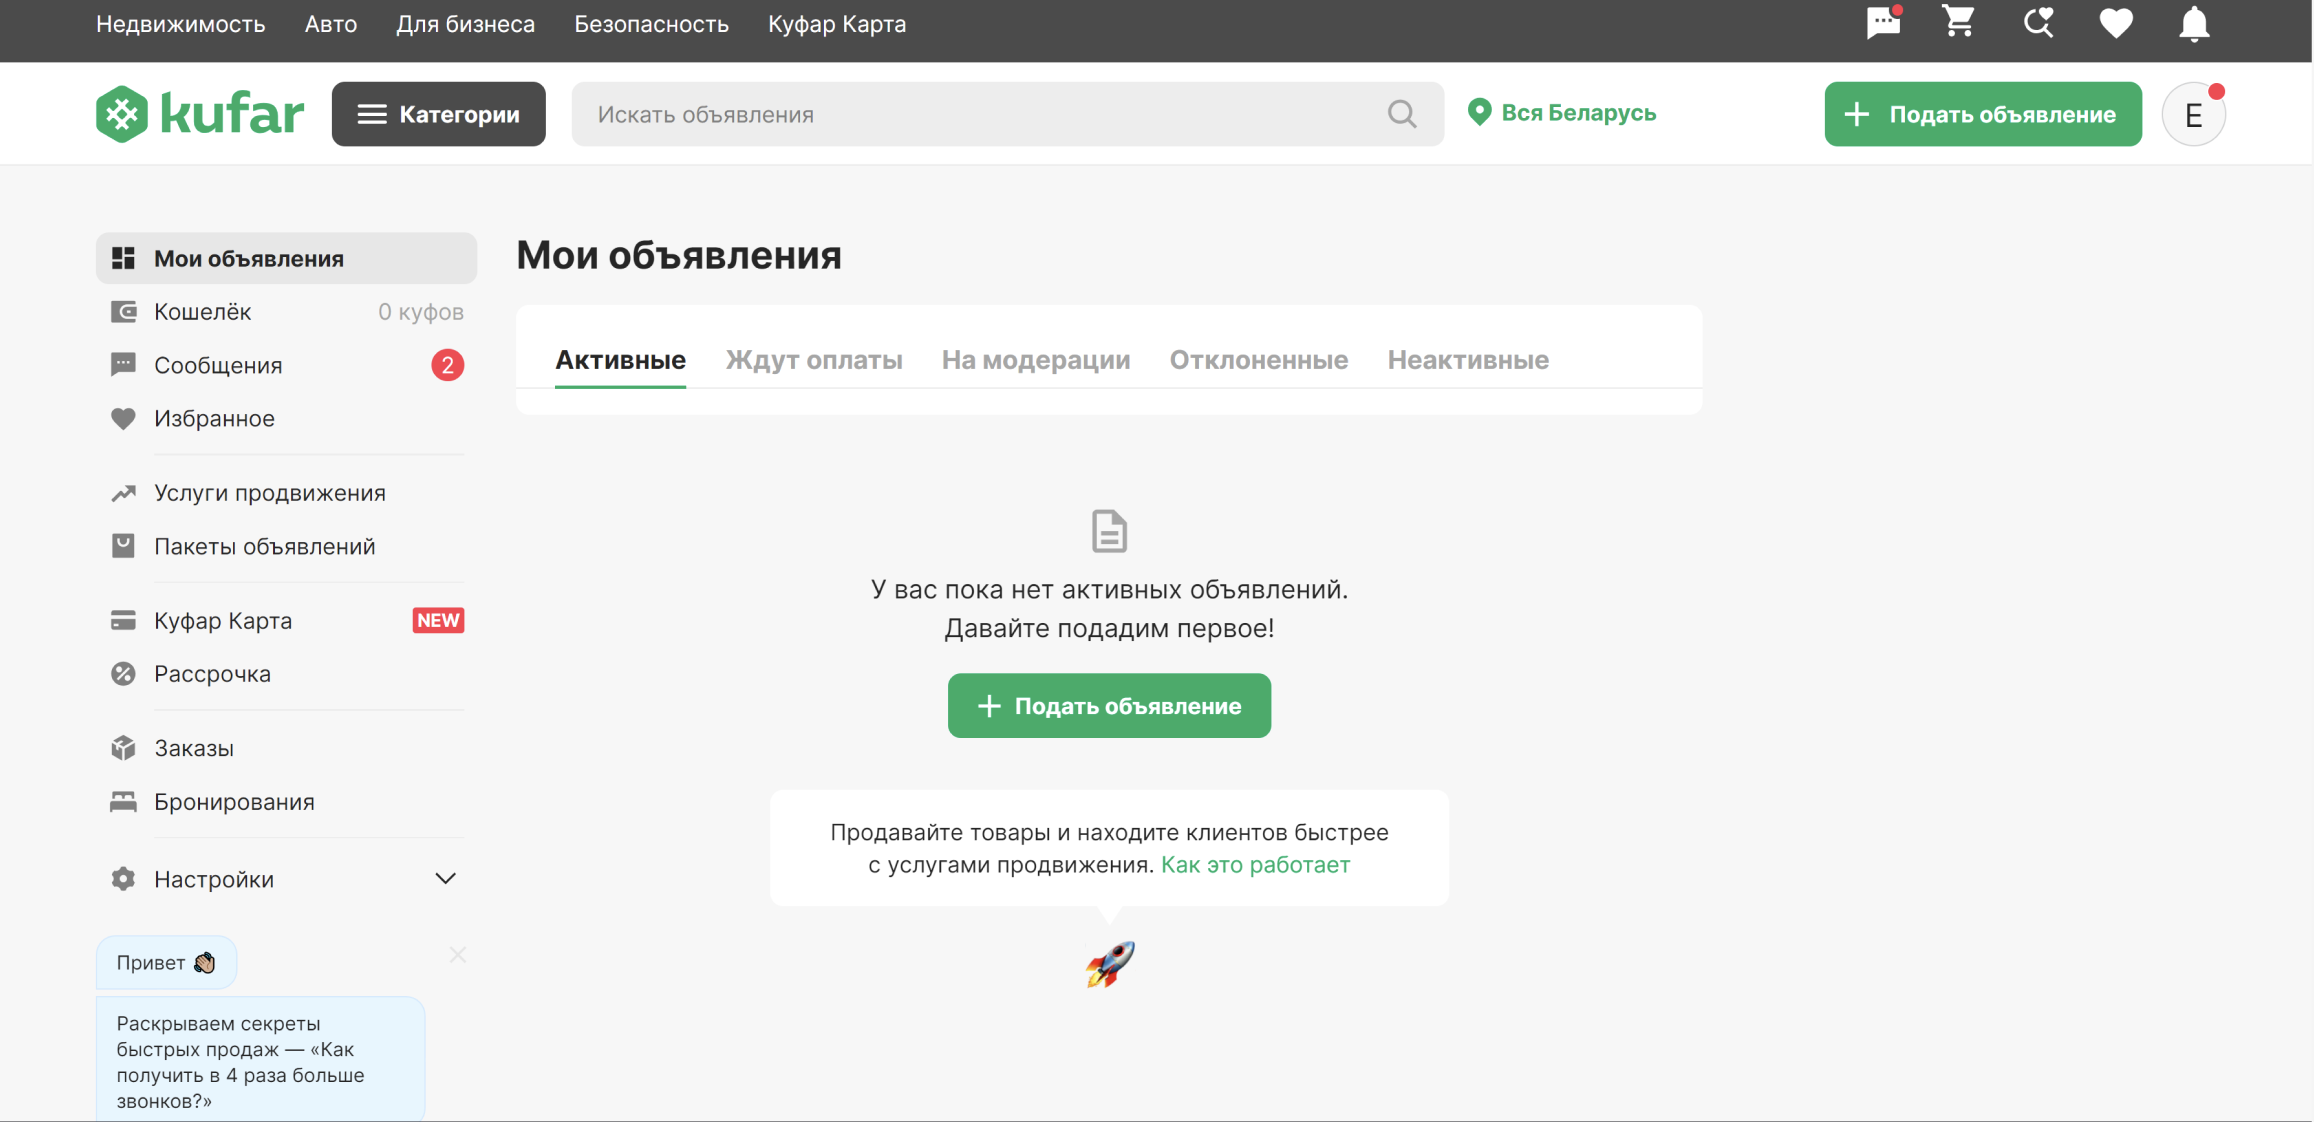 Недвижимость Авто Для бизнеса Безопасность Куфар Карта
kufar Категории Искать объявления Вся Беларусь + Подать объявление E
Мои объявления
Кошелёк 0 куфов
Сообщения 2
Избранное
Услуги продвижения
Пакеты объявлений
Куфар Карта NEW
Рассрочка
Заказы
Бронирования
Настройки
Привет
Раскрываем секреты
быстрых продаж — «Как
получить в 4 раза больше
звонков?»
Мои объявления
Активные Ждут оплаты На модерации Отклоненные Неактивные
У вас пока нет активных объявлений.
Давайте подадим первое!
+ Подать объявление
Продавайте товары и находите клиентов быстрее
с услугами продвижения. Как это работает